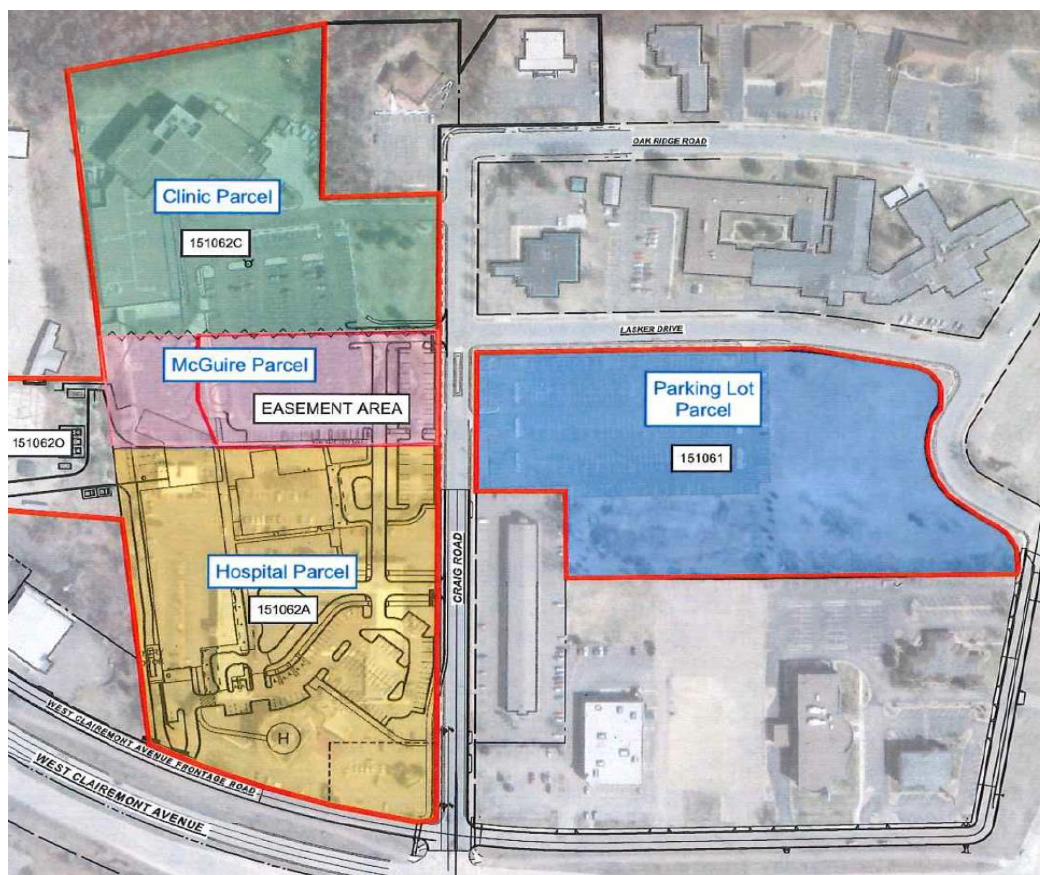 OAK RIDGE ROAD
Clinic Parcel
151062C
LASKER DRIVE
McGuire Parcel
EASEMENT AREA
Parking Lot
Parcel
151062O
151061
Hospital Parcel
151062A
CRAIG ROAD
H
WEST CLAIREMONT AVENUE FRONTAGE ROAD
WEST CLAIREMONT AVENUE